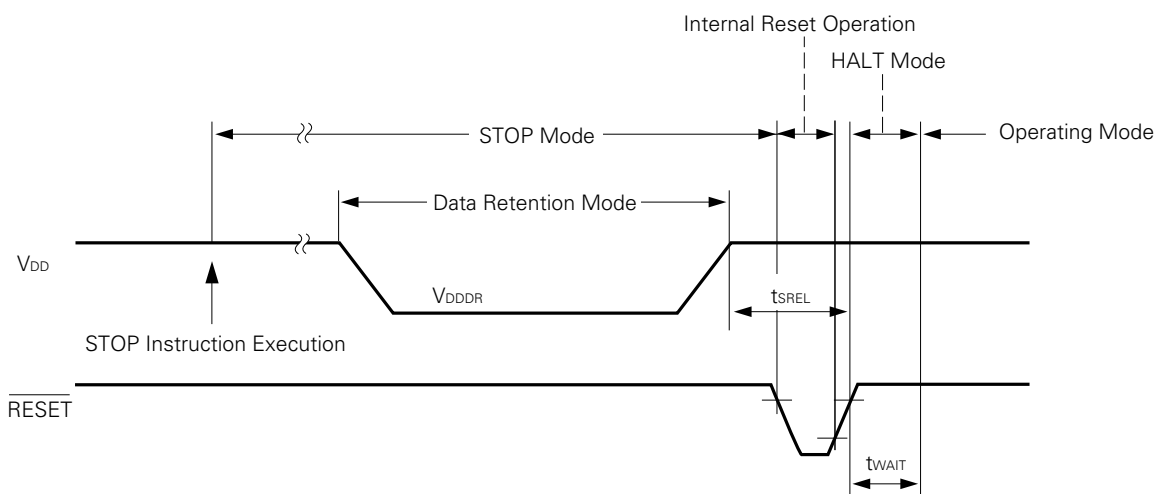 Internal Reset Operation
HALT Mode
STOP Mode
Operating Mode
Data Retention Mode
VDD
VDDDR
tSREL
STOP Instruction Execution
RESET
tWAIT